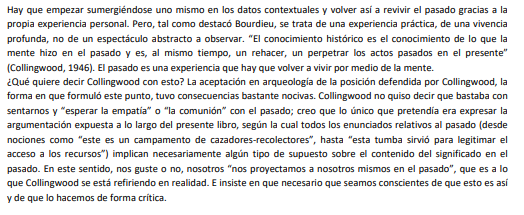 Hay que empezar sumergiéndose uno mismo en los datos contextuales y volver así a revivir el pasado gracias a la
propia experiencia personal. Pero, tal como destacó Bourdieu, se trata de una experiencia práctica, de una vivencia
profunda, no de un espectáculo abstracto a observar. “El conocimiento histórico es el conocimiento de lo que la
mente hizo en el pasado y es, al mismo tiempo, un rehacer, un perpetrar los actos pasados en el presente”
(Collingwood, 1946). El pasado es una experiencia que hay que volver a vivir por medio de la mente.
¿Qué quiere decir Collingwood con esto? La aceptación en arqueología de la posición defendida por Collingwood, la
forma en que formuló este punto, tuvo consecuencias bastante nocivas. Collingwood no quiso decir que bastaba con
sentarnos y “esperar la empatía” o “la comunión” con el pasado; creo que lo único que pretendía era expresar la
argumentación expuesta a lo largo del presente libro, según la cual todos los enunciados relativos al pasado (desde
nociones como “este es un campamento de cazadores-recolectores”, hasta “esta tumba sirvió para legitimar el
acceso a los recursos”) implican necesariamente algún tipo de supuesto sobre el contenido del significado en el
pasado. En este sentido, nos guste o no, nosotros “nos proyectamos a nosotros mismos en el pasado”, que es a lo
que Collingwood se está refiriendo en realidad. E insiste en que necesario que seamos conscientes de que esto es así
y de que lo hacemos de forma crítica.